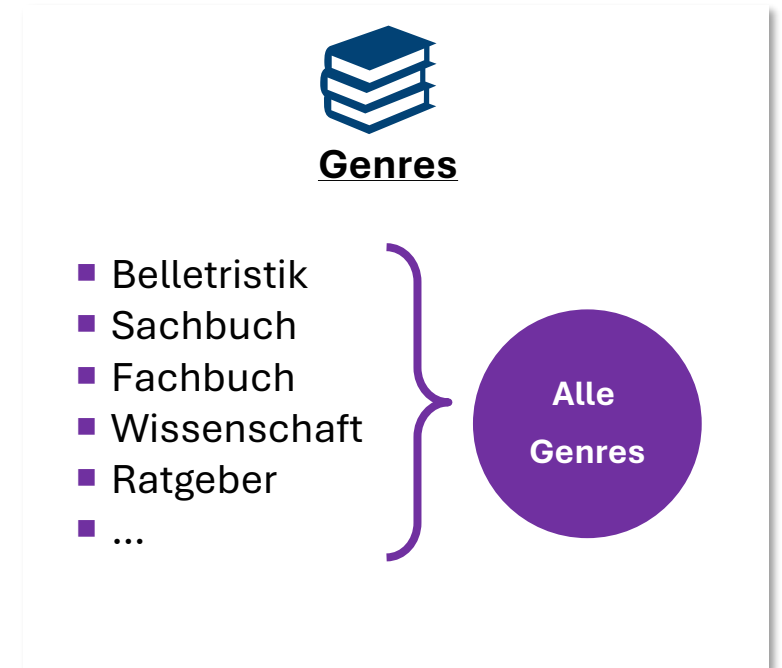 Genres
Belletristik
Sachbuch
Fachbuch
Wissenschaft
Ratgeber
...
Alle
Genres